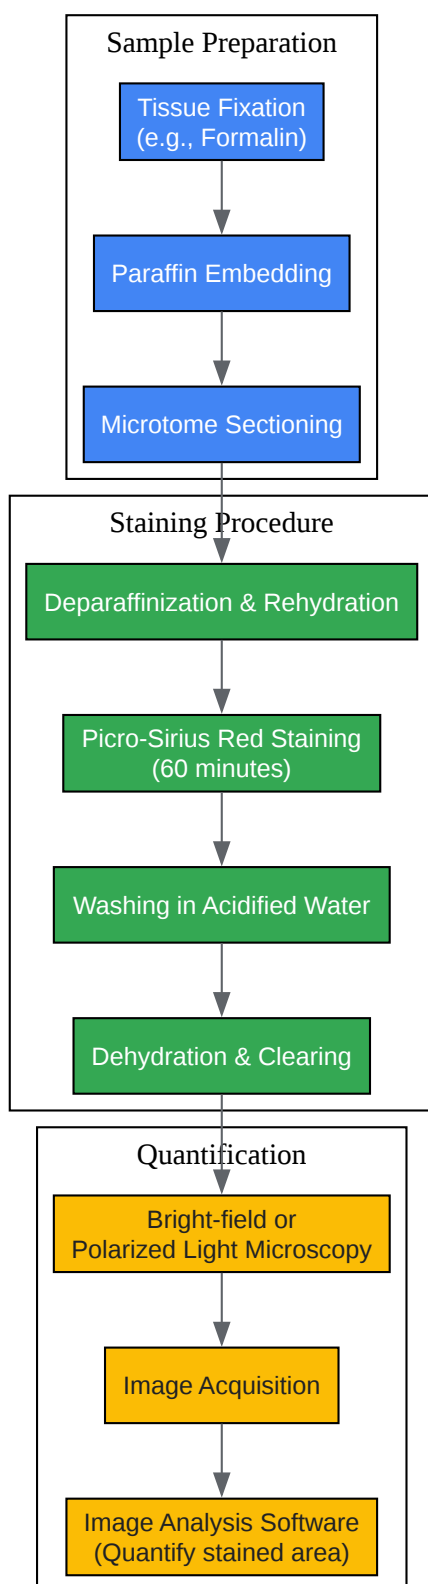 Sample Preparation
Tissue Fixation
(e.g., Formalin)
Paraffin Embedding
Microtome Sectioning
Staining Procedure
Deparaffinization & Rehydration
Picro-Sirius Red Staining
(60 minutes)
Washing in Acidified Water
Dehydration & Clearing
Quantification
Bright-field or
Polarized Light Microscopy
Image Acquisition
Image Analysis Software
(Quantify stained area)